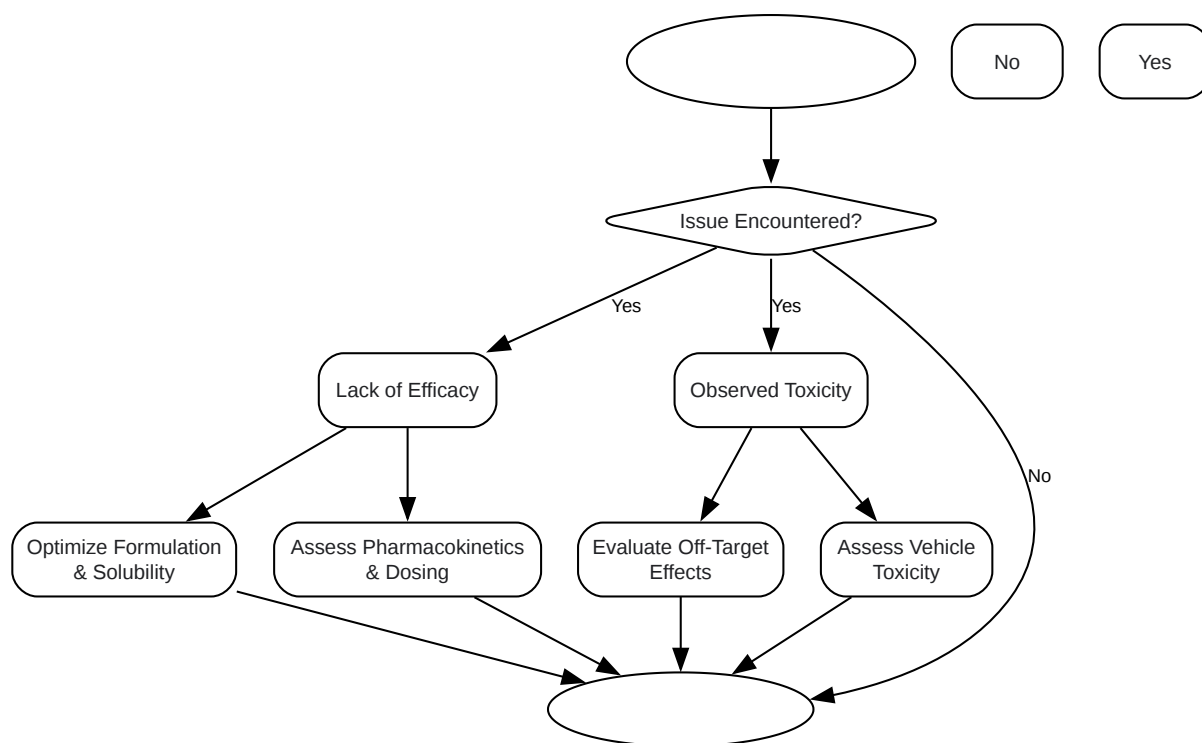 No
Yes
Issue Encountered?
Yes
Yes
Lack of Efficacy
Observed Toxicity
No
Optimize Formulation
& Solubility
Assess Pharmacokinetics
& Dosing
Evaluate Off-Target
Effects
Assess Vehicle
Toxicity